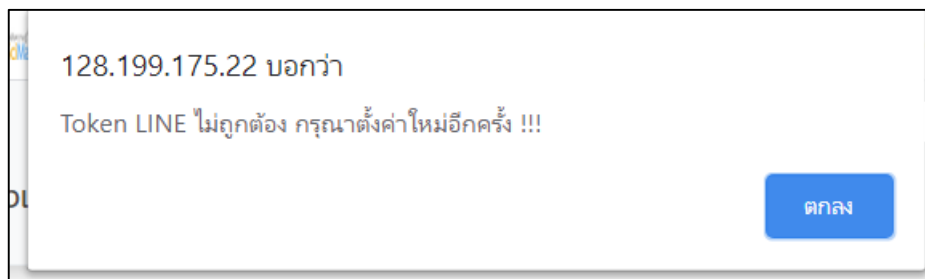 128.199.175.22 บอกว่า
Token LINE ไม่ถูกต้อง กรุณาตั้งค่าใหม่อีกครั้ง !!!
ตกลง